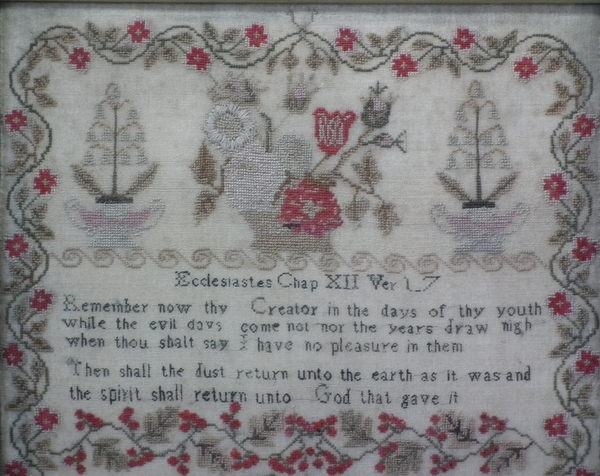 Ecclesiastes Chap XII Ver 1 7
Remember now thy Creator in the days of thy youth
while the evil days come not nor the years draw nigh
when thou shalt say I have no pleasure in them
Then shall the dust return unto the earth as it was and
the spirit shall return unto God that gave it